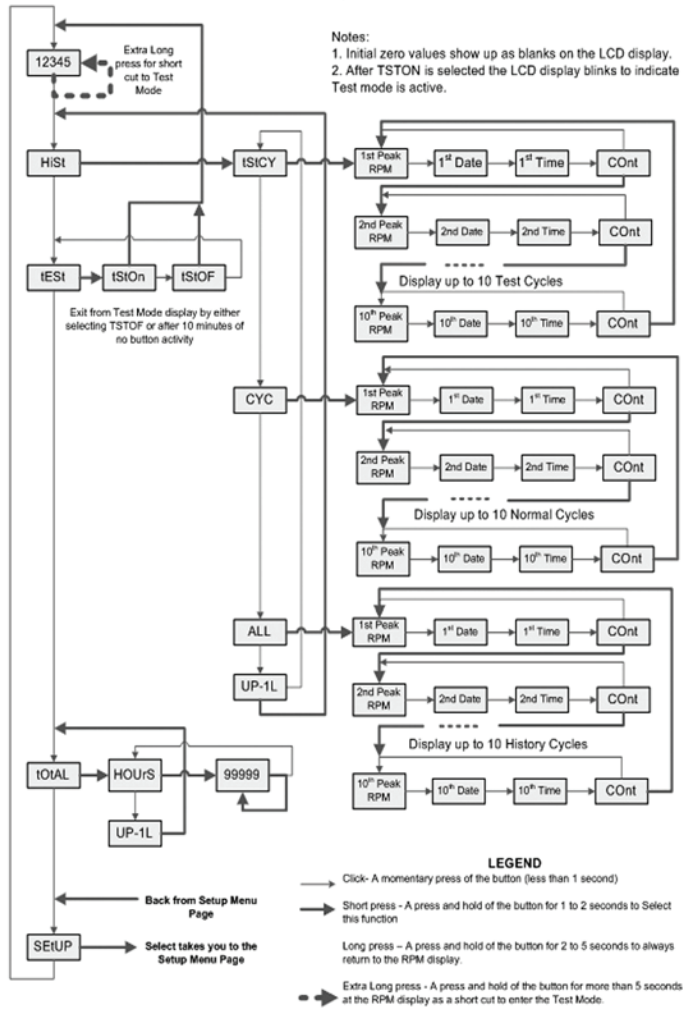 Notes:
1. Initial zero values show up as blanks on the LCD display.
2. After TSTON is selected the LCD display blinks to indicate
Test mode is active.
12345
Extra Long
press for short
cut to Test
Mode
HiSt
tStCY
1st Peak
RPM
1st Date
1st Time
COnt
2nd Peak
RPM
2nd Date
2nd Time
COnt
tESt
tStOn
tStOF
Display up to 10 Test Cycles
10th Peak
RPM
10th Date
10th Time
COnt
Exit from Test Mode display by either
selecting TSTOF or after 10 minutes of
no button activity
CYC
1st Peak
RPM
1st Date
1st Time
COnt
2nd Peak
RPM
2nd Date
2nd Time
COnt
Display up to 10 Normal Cycles
10th Peak
RPM
10th Date
10th Time
COnt
ALL
1st Peak
RPM
1st Date
1st Time
COnt
UP-1L
2nd Peak
RPM
2nd Date
2nd Time
COnt
Display up to 10 History Cycles
tOtAL
HOUrS
99999
10th Peak
RPM
10th Date
10th Time
COnt
UP-1L
Back from Setup Menu
Page
SEtUP
Select takes you to the
Setup Menu Page
LEGEND
Click- A momentary press of the button (less than 1 second)
Short press - A press and hold of the button for 1 to 2 seconds to Select
this function
Long press – A press and hold of the button for 2 to 5 seconds to always
return to the RPM display.
Extra Long press - A press and hold of the button for more than 5 seconds
at the RPM display as a short cut to enter the Test Mode.